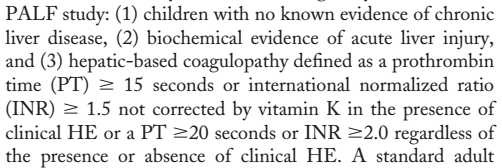 PALF study: (1) children with no known evidence of chronic
liver disease, (2) biochemical evidence of acute liver injury,
and (3) hepatic-based coagulopathy defined as a prothrombin
time (PT) ≥ 15 seconds or international normalized ratio
(INR) ≥ 1.5 not corrected by vitamin K in the presence of
clinical HE or a PT ≥20 seconds or INR ≥2.0 regardless of
the presence or absence of clinical HE. A standard adult